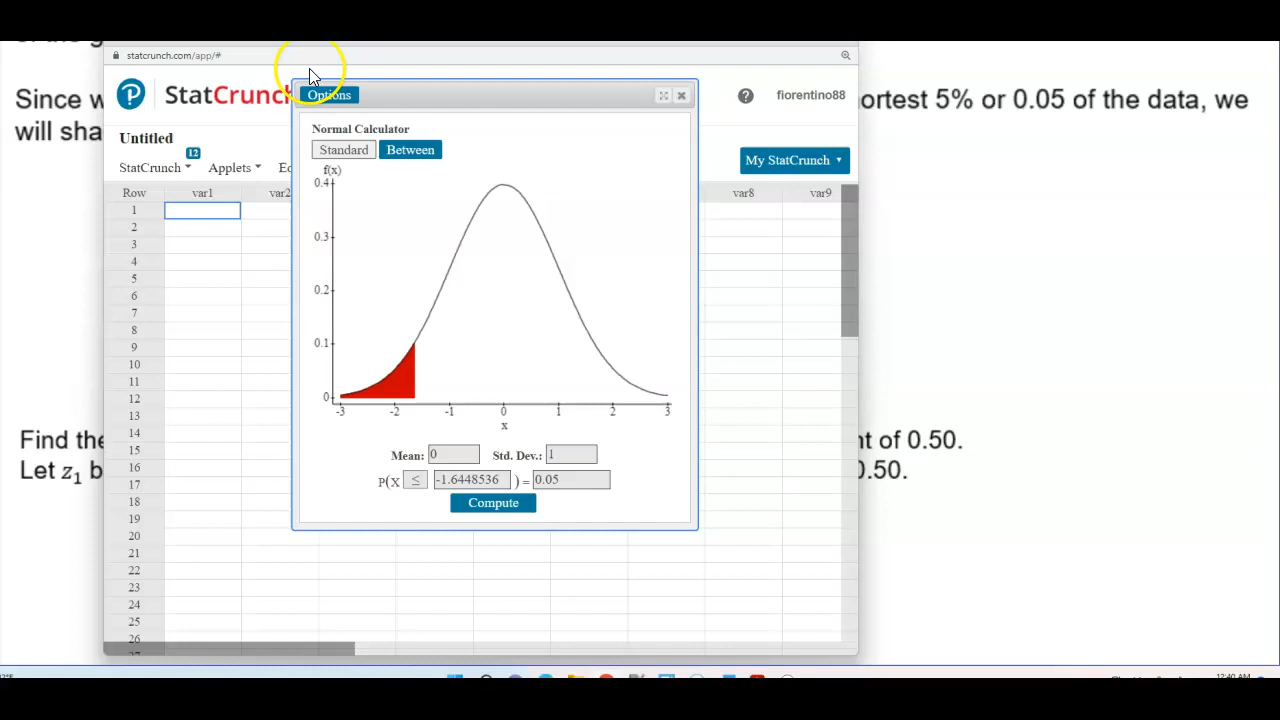 statcrunch.com/app/#
Since w
ortest 5% or 0.05 of the data, we
will sha
P StatCrunch
Options
fiorentino88
Untitled
12
StatCrunch Applets
My StatCrunch
Normal Calculator
Standard Between
Row var1 var2 var8 var9
1
2
3
4
5
6
7
8
9
10
11
12
13
14
15
16
17
18
19
20
21
22
23
24
25
26
f(x)
0.4
0.3
0.2
0.1
0
-3 -2 -1 0 1 2 3
x
Mean: 0 Std. Dev.: 1
P(X ≤ -1.6448536 ) = 0.05
Compute
Find the
nt of 0.50.
Let z₁ b
0.50.
12:40 AM